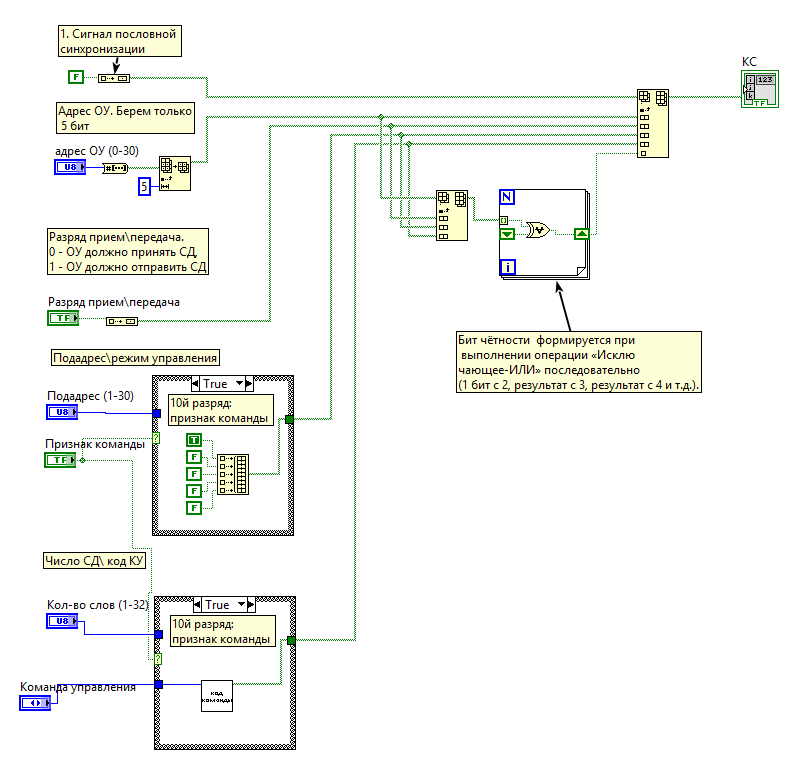 1. Сигнал пословной
синхронизации
F
КС
123
i
j
k
TF
Адрес ОУ. Берем только
5 бит
адрес ОУ (0-30)
U8
#[···]
5
N
i
Разряд прием\передача.
0 - ОУ должно принять СД,
1 - ОУ должно отправить СД
Разряд прием\передача
TF
Бит чётности формируется при
выполнении операции «Исклю
чающее-ИЛИ» последовательно
(1 бит с 2, результат с 3, результат с 4 и т.д.).
Подадрес\режим управления
True
Подадрес (1-30)
U8
10й разряд:
признак команды
Признак команды
TF
?
T
F
F
F
F
Число СД\ код КУ
True
Кол-во слов (1-32)
U8
10й разряд:
признак команды
?
Команда управления
код
команды